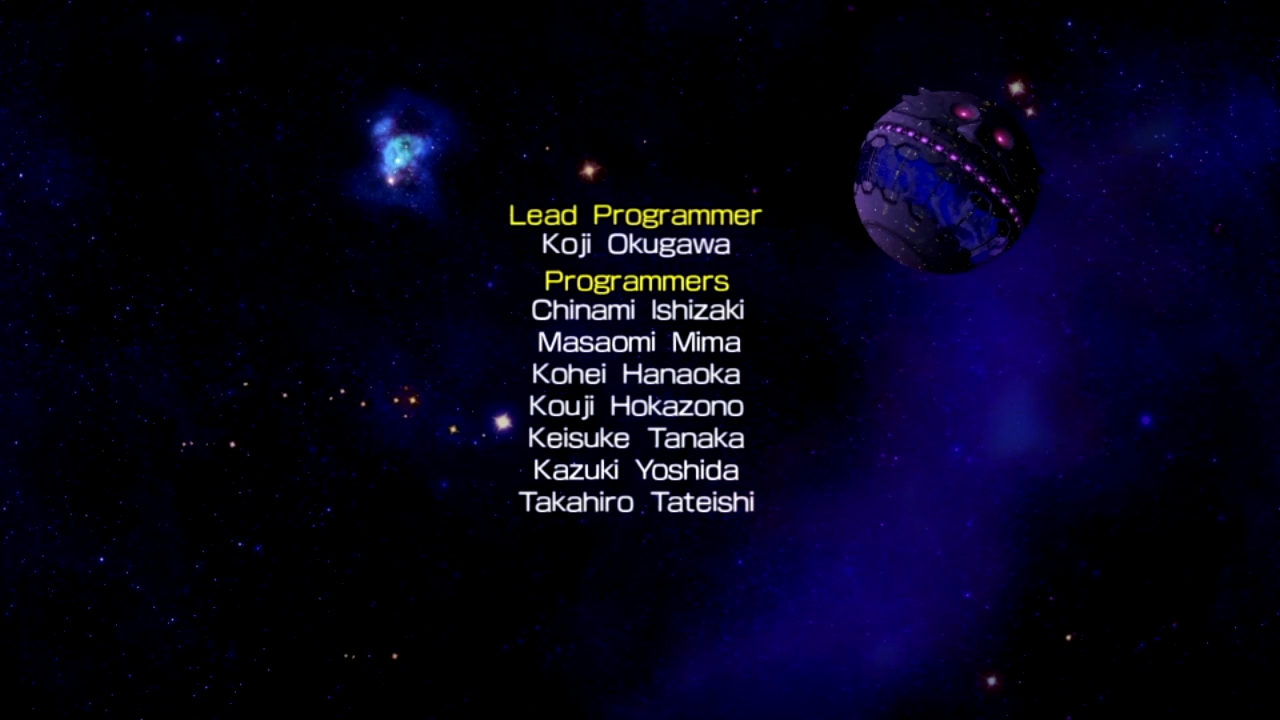 Lead Programmer
Koji Okugawa
Programmers
Chinami Ishizaki
Masaomi Mima
Kohei Hanaoka
Kouji Hokazono
Keisuke Tanaka
Kazuki Yoshida
Takahiro Tateishi